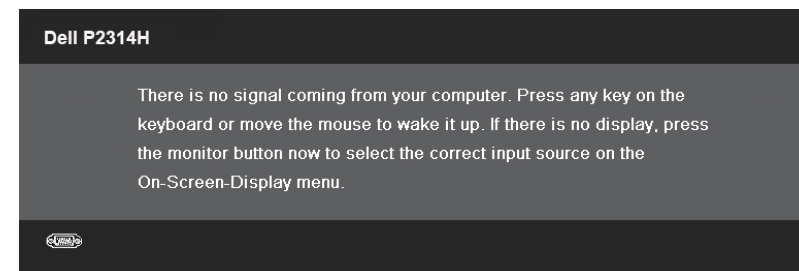 Dell P2314H
There is no signal coming from your computer. Press any key on the
keyboard or move the mouse to wake it up. If there is no display, press
the monitor button now to select the correct input source on the
On-Screen-Display menu.